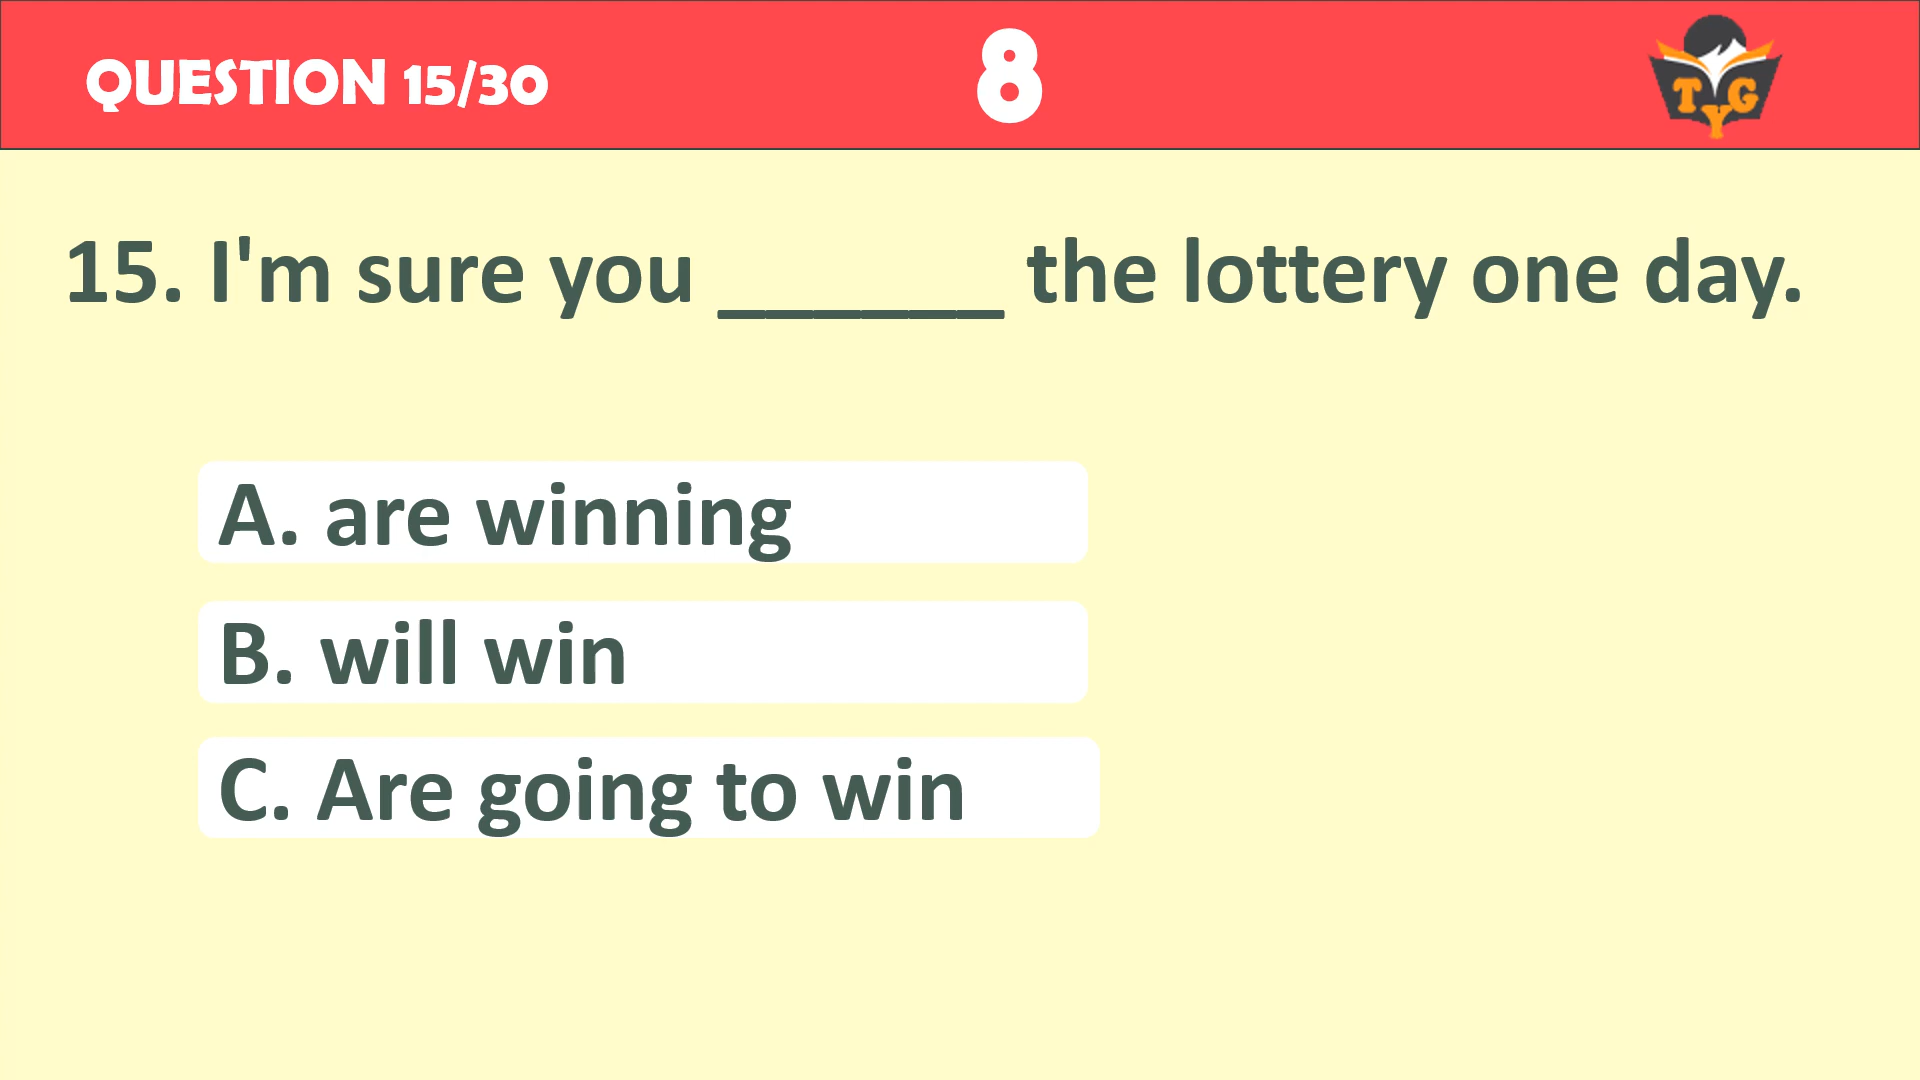 QUESTION 15/30
8
TYG
15. I'm sure you ______ the lottery one day.
A. are winning
B. will win
C. Are going to win